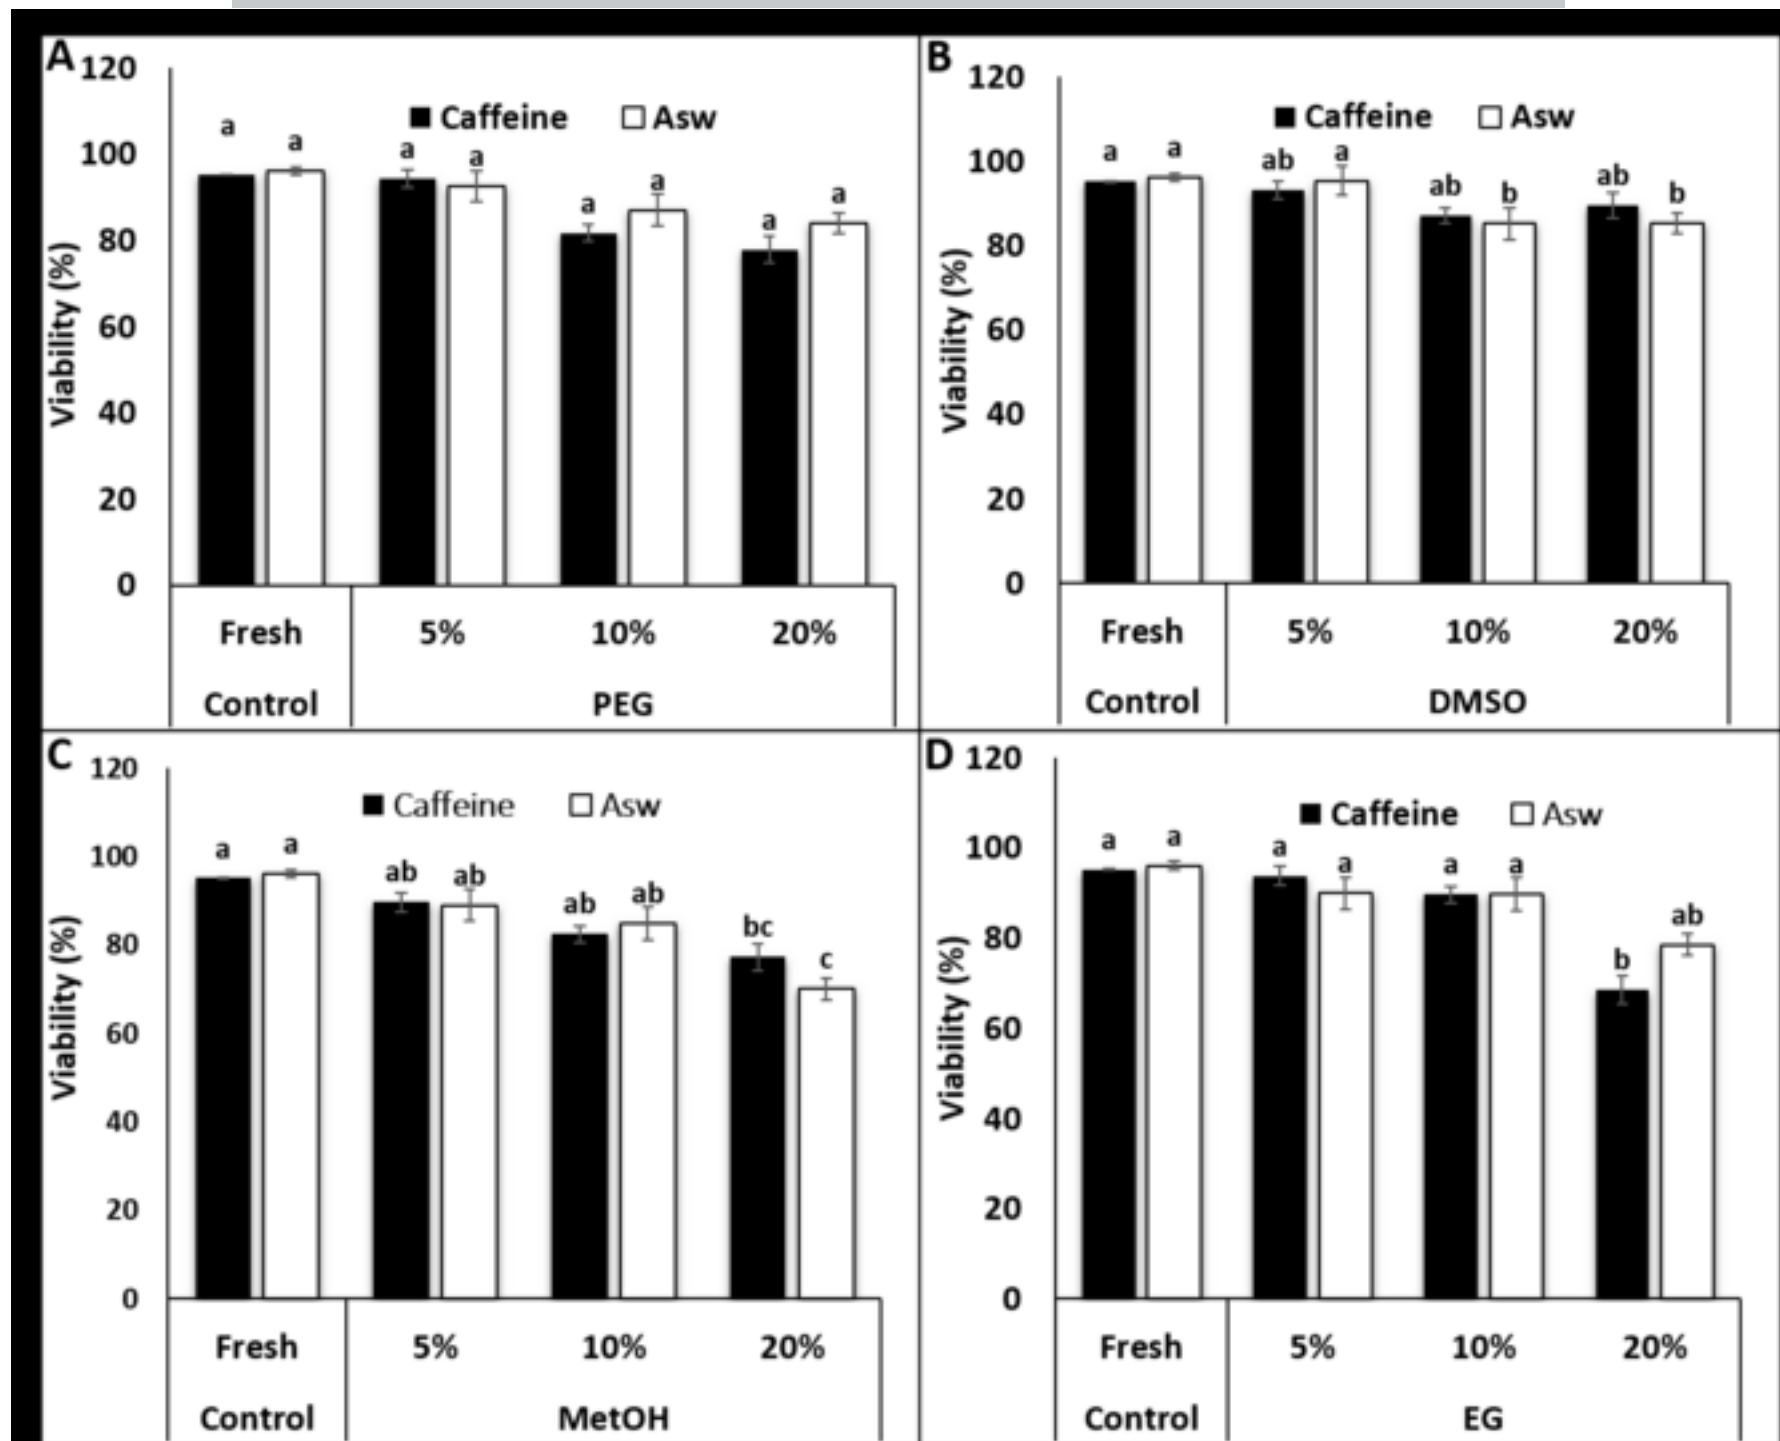 A
120
100
80
60
40
20
0
Viability (%)
Caffeine Asw
a a a a a a a a
Fresh 5% 10% 20%
Control PEG
B
120
100
80
60
40
20
0
Viability (%)
Caffeine Asw
a a ab a ab b ab b
Fresh 5% 10% 20%
Control DMSO
C
120
100
80
60
40
20
0
Viability (%)
Caffeine Asw
a a ab ab ab ab bc c
Fresh 5% 10% 20%
Control MetOH
D
120
100
80
60
40
20
0
Viability (%)
Caffeine Asw
a a a a a a b ab
Fresh 5% 10% 20%
Control EG